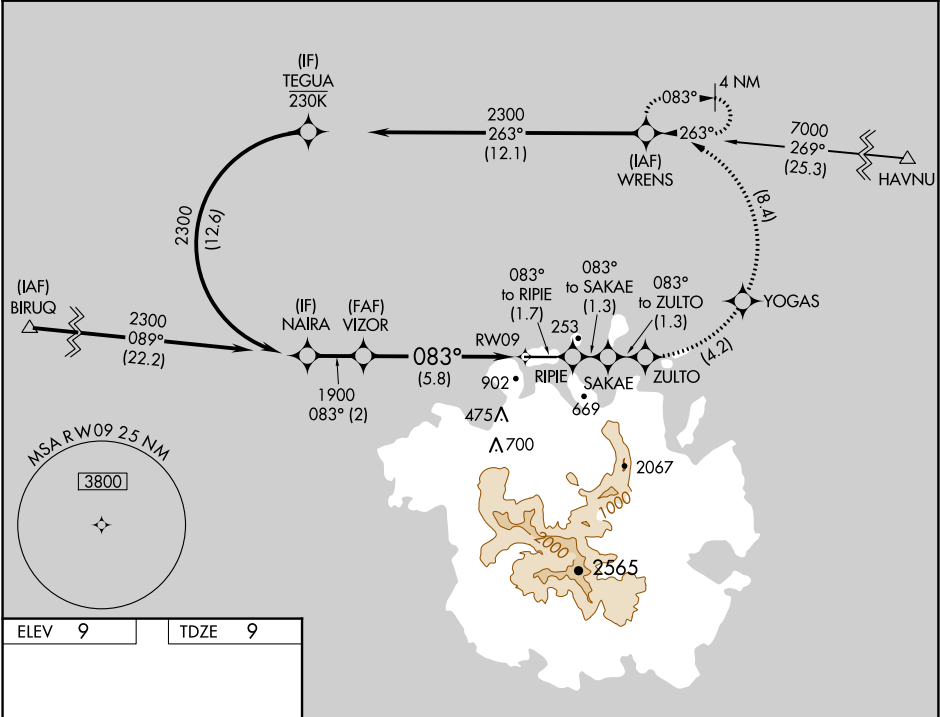 (IF)
TEGUA
230K
4 NM
083°
2300
263°
(12.1)
263°
7000
269°
(25.3)
HAVNU
(IAF)
WRENS
(8.4)
2300
(12.6)
(IAF)
BIRUQ
2300
089°
(22.2)
(IF)
NAIRA
(FAF)
VIZOR
1900
083° (2)
083°
(5.8)
RW09
083°
to RIPIE
(1.7)
083°
to SAKAE
(1.3)
083°
to ZULTO
(1.3)
253
YOGAS
(4.2)
RIPIE
SAKAE
ZULTO
902
475
669
700
2067
1000
2000
2565
MSA RW09 25 NM
3800
ELEV 9
TDZE 9